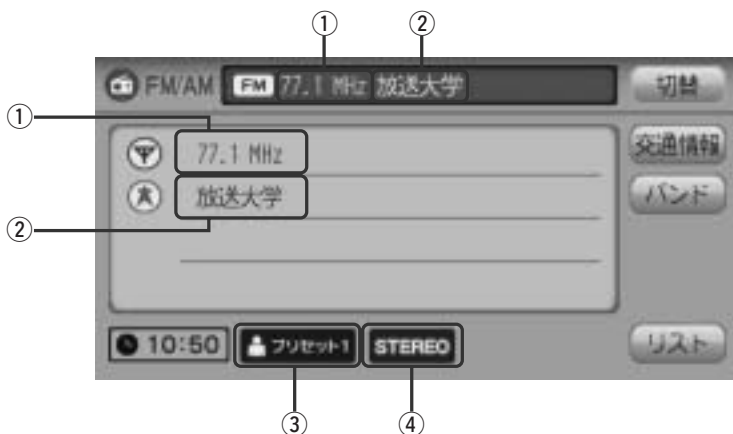 ① ②
FM/AM FM 77.1 MHz 放送大学 切替
①
77.1 MHz 交通情報
放送大学 バンド
②
10:50 プリセット1 STEREO リスト
③ ④